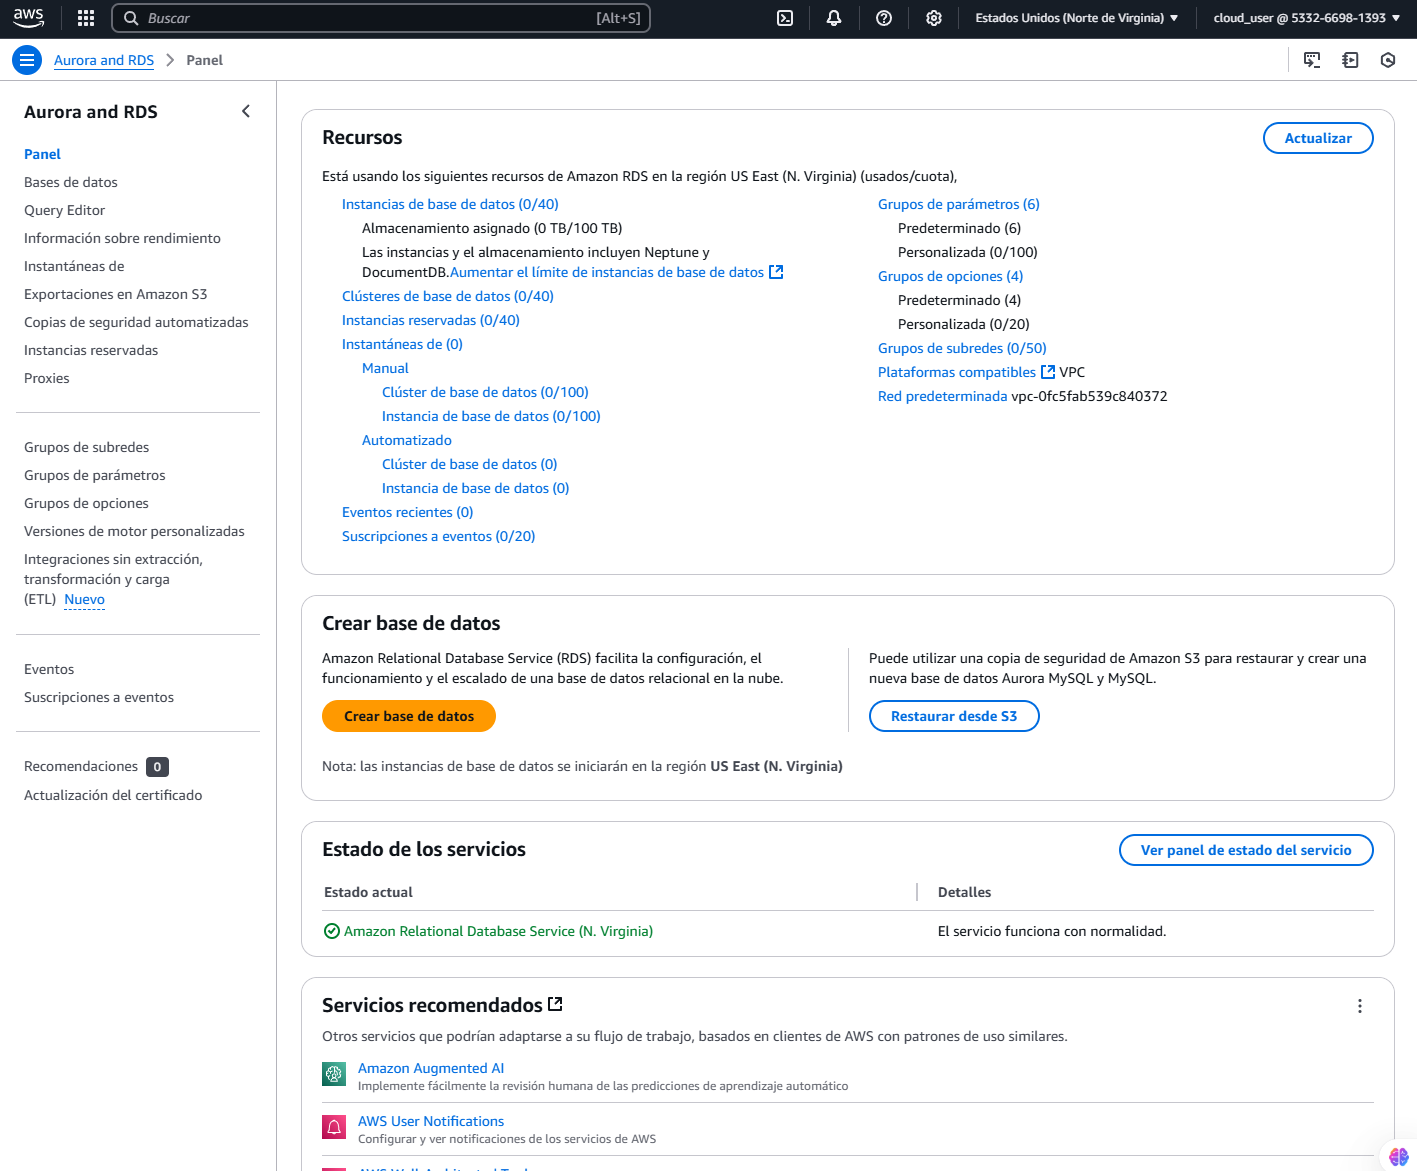 aws
Buscar
[Alt+S]
Estados Unidos (Norte de Virginia)
cloud_user @ 5332-6698-1393
Aurora and RDS
Panel
Aurora and RDS
Panel
Bases de datos
Query Editor
Información sobre rendimiento
Instantáneas de
Exportaciones en Amazon S3
Copias de seguridad automatizadas
Instancias reservadas
Proxies
Grupos de subredes
Grupos de parámetros
Grupos de opciones
Versiones de motor personalizadas
Integraciones sin extracción,
transformación y carga
(ETL) Nuevo
Eventos
Suscripciones a eventos
Recomendaciones 0
Actualización del certificado
Recursos
Actualizar
Está usando los siguientes recursos de Amazon RDS en la región US East (N. Virginia) (usados/cuota),
Instancias de base de datos (0/40)
Almacenamiento asignado (0 TB/100 TB)
Las instancias y el almacenamiento incluyen Neptune y
DocumentDB.Aumentar el límite de instancias de base de datos
Clústeres de base de datos (0/40)
Instancias reservadas (0/40)
Instantáneas de (0)
Manual
Clúster de base de datos (0/100)
Instancia de base de datos (0/100)
Automatizado
Clúster de base de datos (0)
Instancia de base de datos (0)
Eventos recientes (0)
Suscripciones a eventos (0/20)
Grupos de parámetros (6)
Predeterminado (6)
Personalizada (0/100)
Grupos de opciones (4)
Predeterminado (4)
Personalizada (0/20)
Grupos de subredes (0/50)
Plataformas compatibles VPC
Red predeterminada vpc-0fc5fab539c840372
Crear base de datos
Amazon Relational Database Service (RDS) facilita la configuración, el
funcionamiento y el escalado de una base de datos relacional en la nube.
Crear base de datos
Puede utilizar una copia de seguridad de Amazon S3 para restaurar y crear una
nueva base de datos Aurora MySQL y MySQL.
Restaurar desde S3
Nota: las instancias de base de datos se iniciarán en la región US East (N. Virginia)
Estado de los servicios
Ver panel de estado del servicio
Estado actual
Detalles
Amazon Relational Database Service (N. Virginia)
El servicio funciona con normalidad.
Servicios recomendados
Otros servicios que podrían adaptarse a su flujo de trabajo, basados en clientes de AWS con patrones de uso similares.
Amazon Augmented AI
Implemente fácilmente la revisión humana de las predicciones de aprendizaje automático
AWS User Notifications
Configurar y ver notificaciones de los servicios de AWS